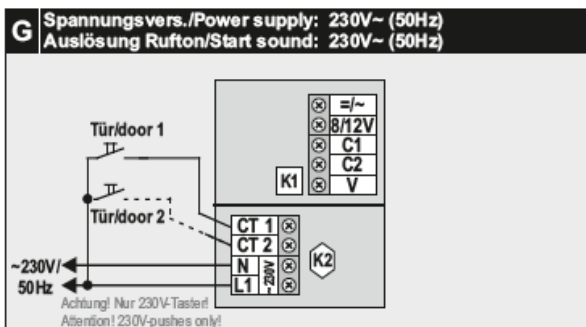 G Spannungsvers./Power supply: 230V~ (50Hz)
Auslösung Rufton/Start sound: 230V~ (50Hz)
=/~
8/12V
C1
C2
V
K1
Tür/door 1
Tür/door 2
CT 1
CT 2
N
L1
~230V
K2
~230V/
50Hz
Achtung! Nur 230V-Taster!
Attention! 230V-pushes only!